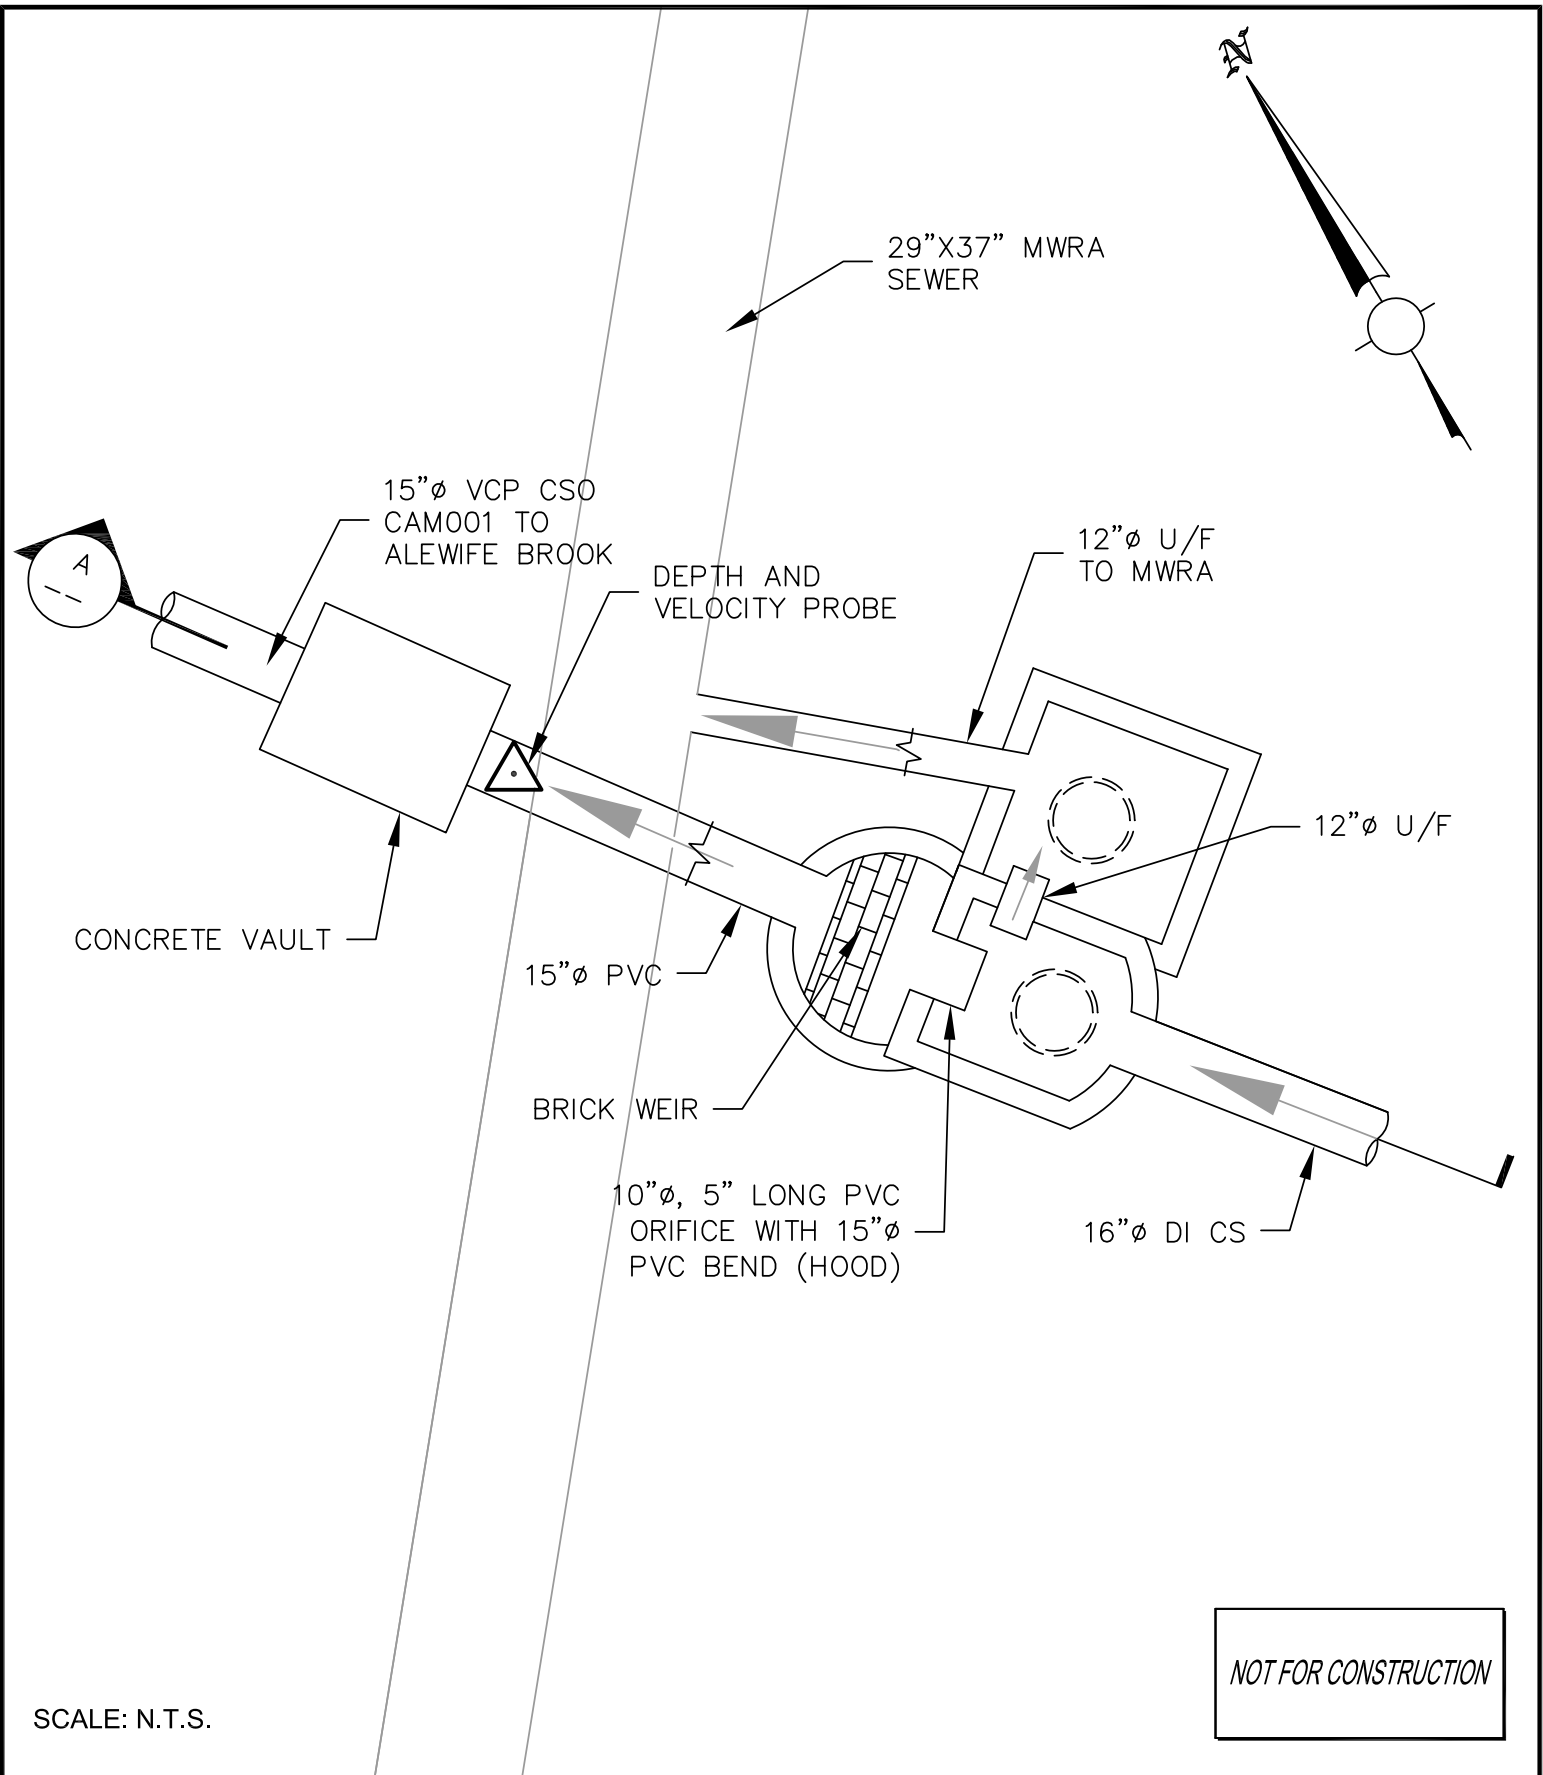 N
29"X37" MWRA
SEWER
15"ø VCP CSO
CAM001 TO
ALEWIFE BROOK
12"ø U/F
TO MWRA
A
DEPTH AND
VELOCITY PROBE
12"ø U/F
CONCRETE VAULT
15"ø PVC
BRICK WEIR
10"ø, 5" LONG PVC
ORIFICE WITH 15"ø
PVC BEND (HOOD)
16"ø DI CS
NOT FOR CONSTRUCTION
SCALE: N.T.S.